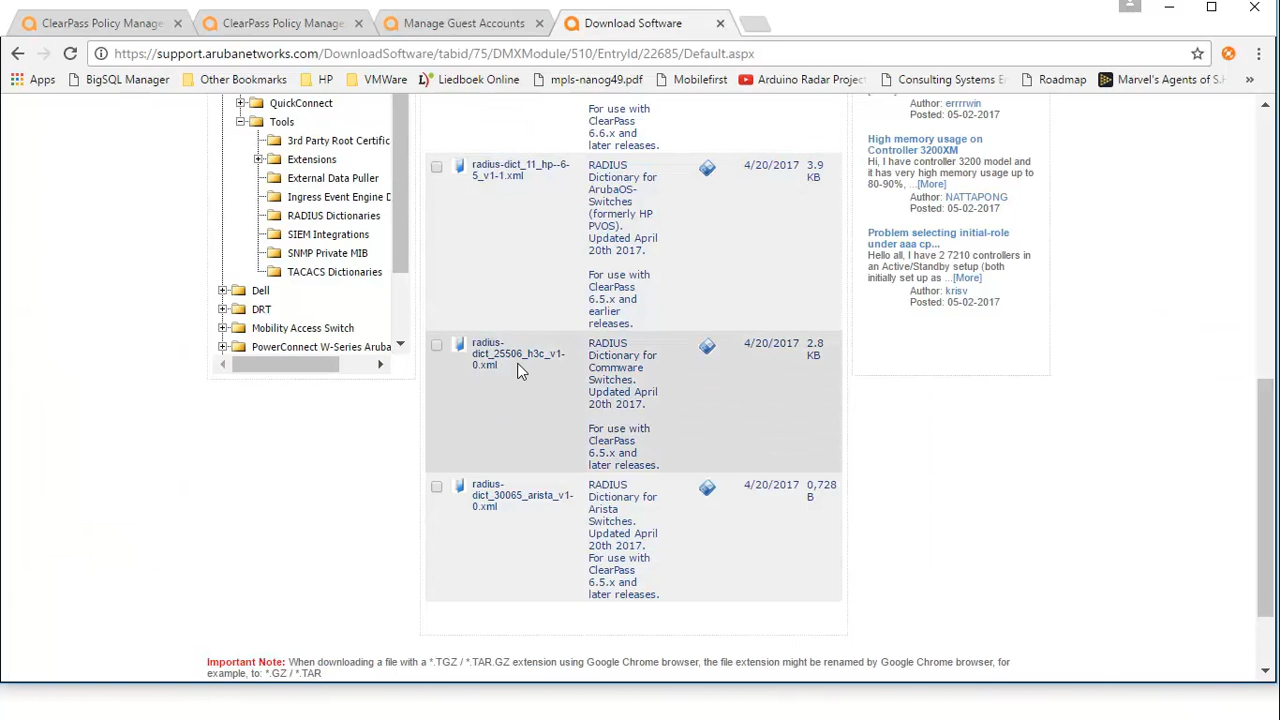 ClearPass Policy Manage
ClearPass Policy Manage
Manage Guest Accounts
Download Software
https://support.arubanetworks.com/DownloadSoftware/tabid/75/DMXModule/510/EntryId/22685/Default.aspx
Apps
BigSQL Manager
Other Bookmarks
HP
VMWare
Liedboek Online
mpls-nanog49.pdf
Mobilefirst
Arduino Radar Projec
Consulting Systems E
Roadmap
Marvel's Agents of S.H
»
QuickConnect
Tools
3rd Party Root Certific
Extensions
External Data Puller
Ingress Event Engine D
RADIUS Dictionaries
SIEM Integrations
SNMP Private MIB
TACACS Dictionaries
Dell
DRT
Mobility Access Switch
PowerConnect W-Series Aruba
For use with
ClearPass
6.6.x and
later releases.
radius-dict_11_hp--6-
5_v1-1.xml
RADIUS
Dictionary for
ArubaOS-
Switches
(formerly HP
PVOS).
Updated April
20th 2017.
For use with
ClearPass
6.5.x and
earlier
releases.
4/20/2017
3.9
KB
radius-
dict_25506_h3c_v1-
0.xml
RADIUS
Dictionary for
Commware
Switches.
Updated April
20th 2017.
For use with
ClearPass
6.5.x and
later releases.
4/20/2017
2.8
KB
radius-
dict_30065_arista_v1-
0.xml
RADIUS
Dictionary for
Arista
Switches.
Updated April
20th 2017.
For use with
ClearPass
6.5.x and
later releases.
4/20/2017
0,728
B
Author: errrrwin
Posted: 05-02-2017
High memory usage on
Controller 3200XM
Hi, I have controller 3200 model and
it has very high memory usage up to
80-90%, ...[More]
Author: NATTAPONG
Posted: 05-02-2017
Problem selecting initial-role
under aaa cp...
Hello all, I have 2 7210 controllers in
an Active/Standby setup (both
initially set up as ...[More]
Author: krisv
Posted: 05-02-2017
Important Note: When downloading a file with a *.TGZ / *.TAR.GZ extension using Google Chrome browser, the file extension might be renamed by Google Chrome browser, for
example, to: *.GZ / *.TAR